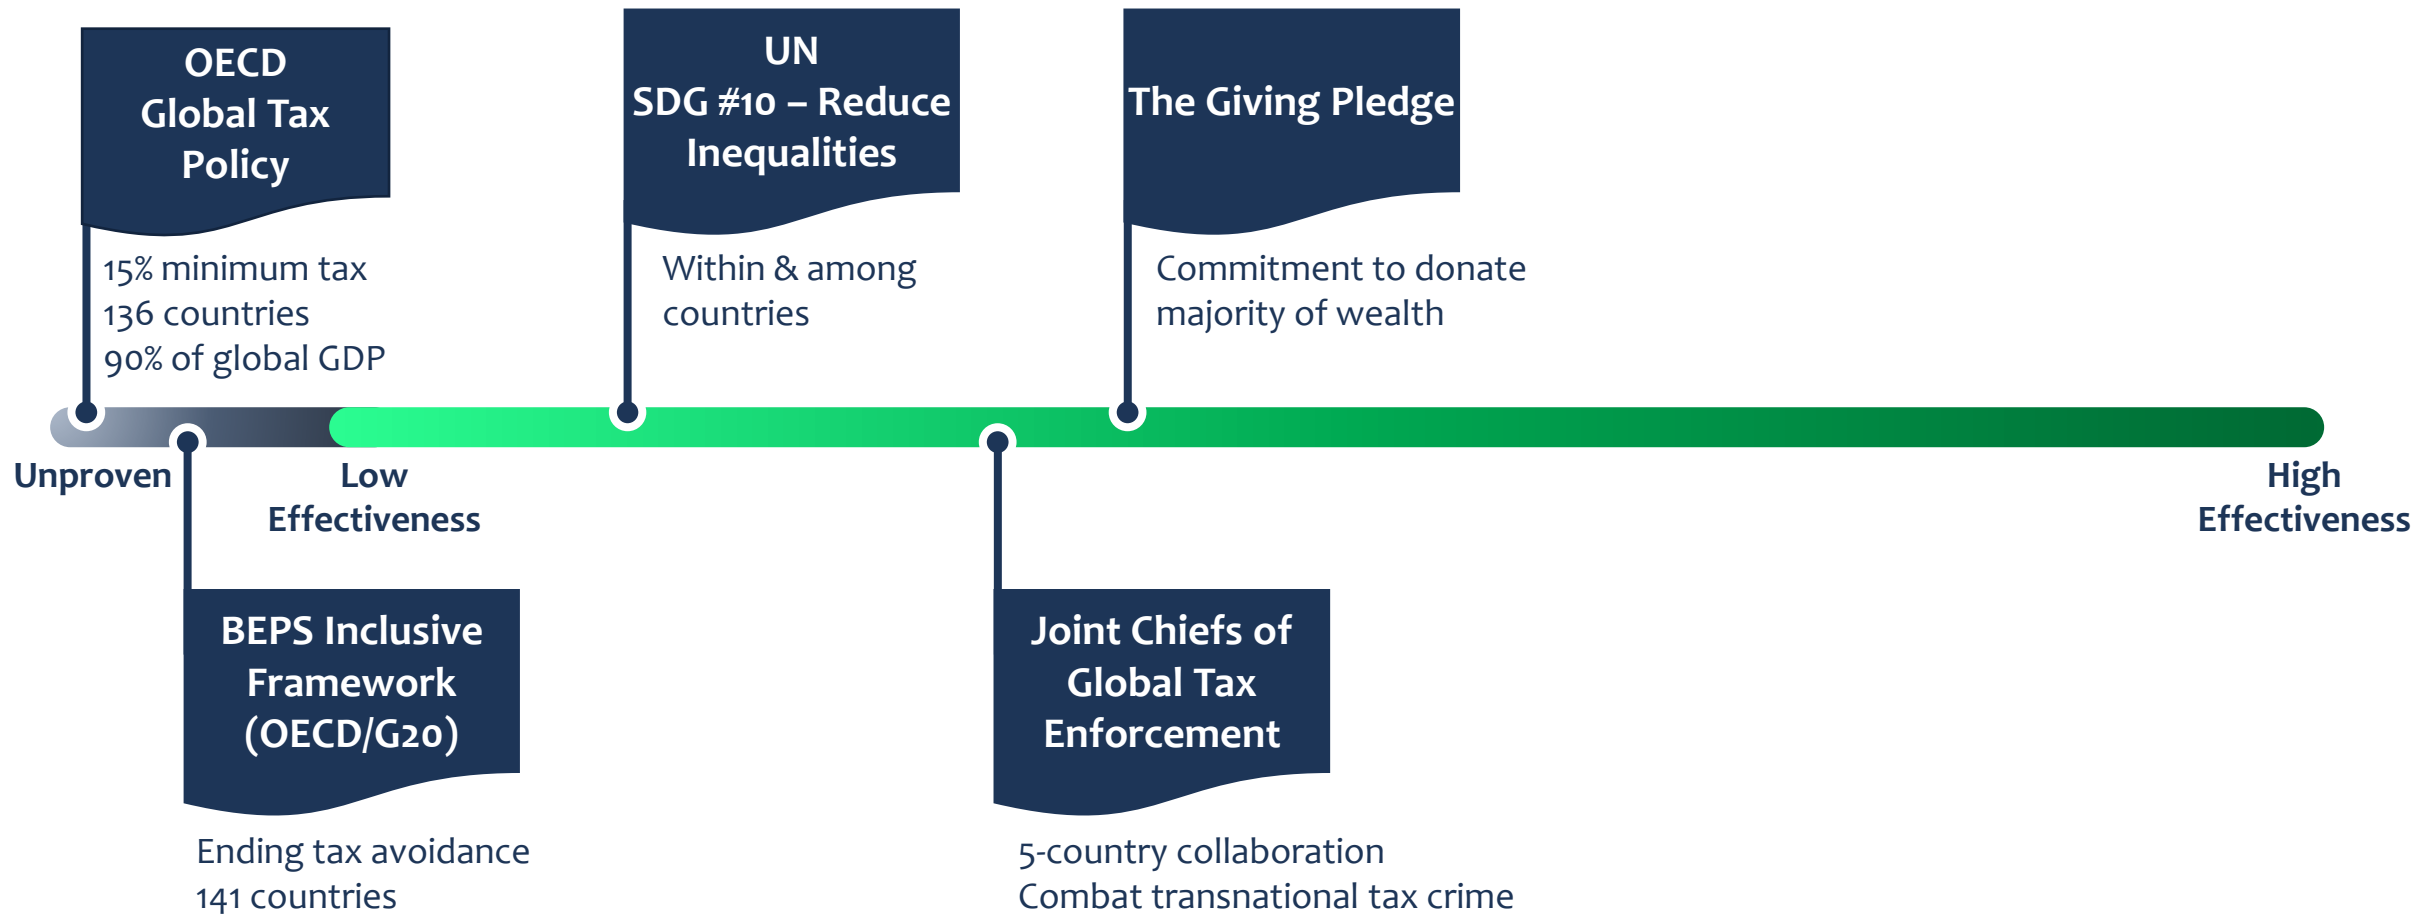 OECD
Global Tax
Policy
15% minimum tax
136 countries
90% of global GDP
UN
SDG #10 – Reduce
Inequalities
Within & among
countries
The Giving Pledge
Commitment to donate
majority of wealth
Unproven
Low
Effectiveness
High
Effectiveness
BEPS Inclusive
Framework
(OECD/G20)
Ending tax avoidance
141 countries
Joint Chiefs of
Global Tax
Enforcement
5-country collaboration
Combat transnational tax crime